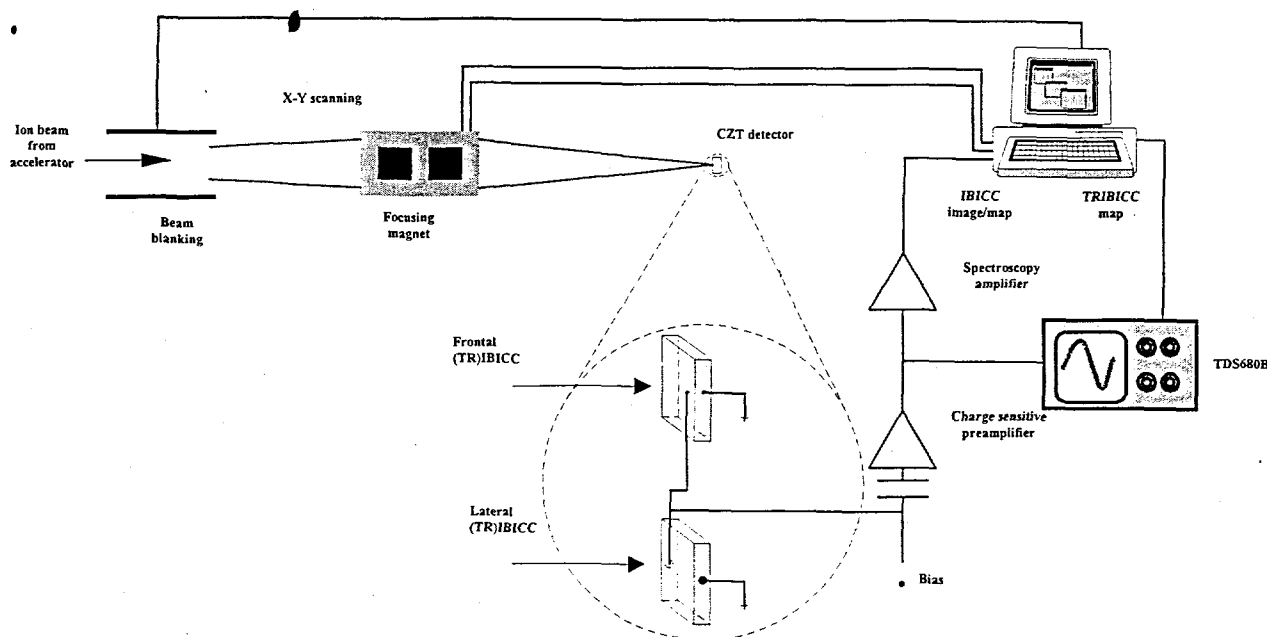 X-Y scanning
Ion beam
from
accelerator
CZT detector
Beam
blanking
Focusing
magnet
IBICC
image/map
TRIBICC
map
Spectroscopy
amplifier
Frontal
(TR)IBICC
TDS680B
Charge sensitive
preamplifier
Lateral
(TR)IBICC
Bias